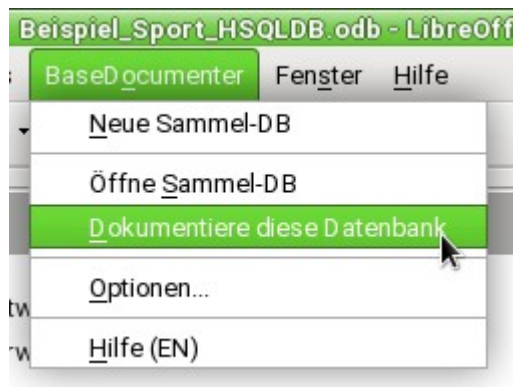 Beispiel_Sport_HSQLDB.odb - LibreOff
BaseDocumenter Fenster Hilfe
Neue Sammel-DB
Öffne Sammel-DB
Dokumentiere diese Datenbank
Optionen...
Hilfe (EN)